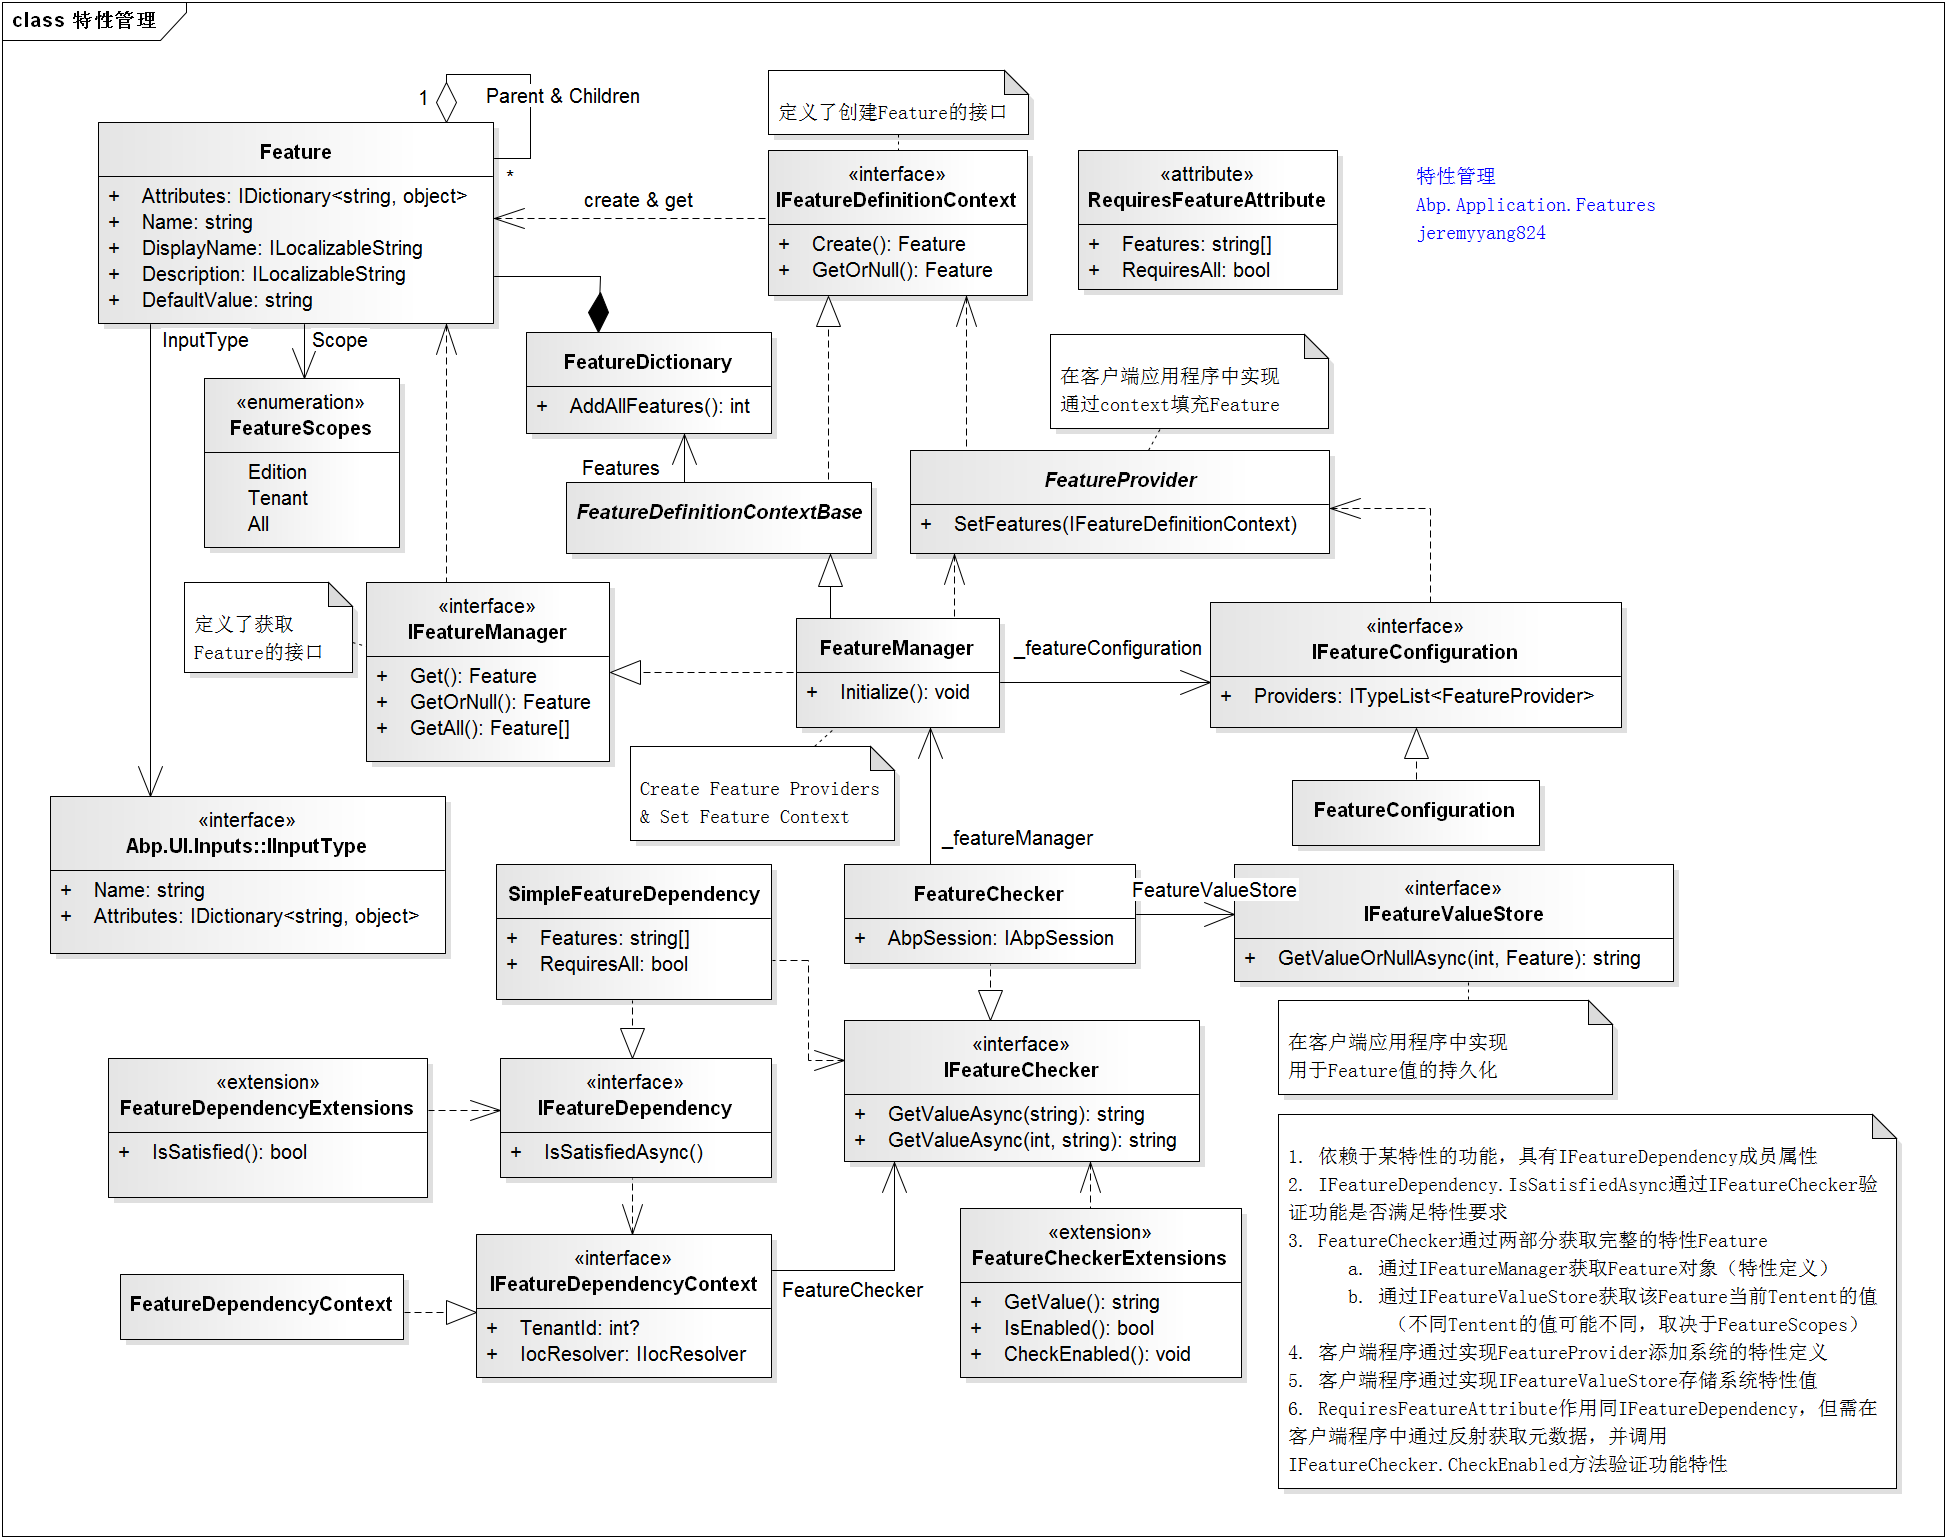 class 特性管理
1
Parent & Children
*
Feature
+ Attributes: IDictionary<string, object>
+ Name: string
+ DisplayName: ILocalizableString
+ Description: ILocalizableString
+ DefaultValue: string
create & get
定义了创建Feature的接口
«interface»
IFeatureDefinitionContext
+ Create(): Feature
+ GetOrNull(): Feature
«attribute»
RequiresFeatureAttribute
+ Features: string[]
+ RequiresAll: bool
特性管理
Abp.Application.Features
jeremyyang824
InputType
Scope
«enumeration»
FeatureScopes
Edition
Tenant
All
FeatureDictionary
+ AddAllFeatures(): int
Features
FeatureDefinitionContextBase
在客户端应用程序中实现
通过context填充Feature
FeatureProvider
+ SetFeatures(IFeatureDefinitionContext)
定义了获取
Feature的接口
«interface»
IFeatureManager
+ Get(): Feature
+ GetOrNull(): Feature
+ GetAll(): Feature[]
FeatureManager
+ Initialize(): void
_featureConfiguration
«interface»
IFeatureConfiguration
+ Providers: ITypeList<FeatureProvider>
Create Feature Providers
& Set Feature Context
FeatureConfiguration
«interface»
Abp.UI.Inputs::IInputType
+ Name: string
+ Attributes: IDictionary<string, object>
_featureManager
SimpleFeatureDependency
+ Features: string[]
+ RequiresAll: bool
FeatureChecker
+ AbpSession: IAbpSession
FeatureValueStore
«interface»
IFeatureValueStore
+ GetValueOrNullAsync(int, Feature): string
在客户端应用程序中实现
用于Feature值的持久化
«extension»
FeatureDependencyExtensions
+ IsSatisfied(): bool
«interface»
IFeatureDependency
+ IsSatisfiedAsync()
«interface»
IFeatureChecker
+ GetValueAsync(string): string
+ GetValueAsync(int, string): string
FeatureDependencyContext
«interface»
IFeatureDependencyContext
+ TenantId: int?
+ IocResolver: IIocResolver
FeatureChecker
«extension»
FeatureCheckerExtensions
+ GetValue(): string
+ IsEnabled(): bool
+ CheckEnabled(): void
1. 依赖于某特性的功能，具有IFeatureDependency成员属性
2. IFeatureDependency.IsSatisfiedAsync通过IFeatureChecker验
证功能是否满足特性要求
3. FeatureChecker通过两部分获取完整的特性Feature
a. 通过IFeatureManager获取Feature对象（特性定义）
b. 通过IFeatureValueStore获取该Feature当前Tentent的值
（不同Tentent的值可能不同，取决于FeatureScopes）
4. 客户端程序通过实现FeatureProvider添加系统的特性定义
5. 客户端程序通过实现IFeatureValueStore存储系统特性值
6. RequiresFeatureAttribute作用同IFeatureDependency，但需在
客户端程序中通过反射获取元数据，并调用
IFeatureChecker.CheckEnabled方法验证功能特性